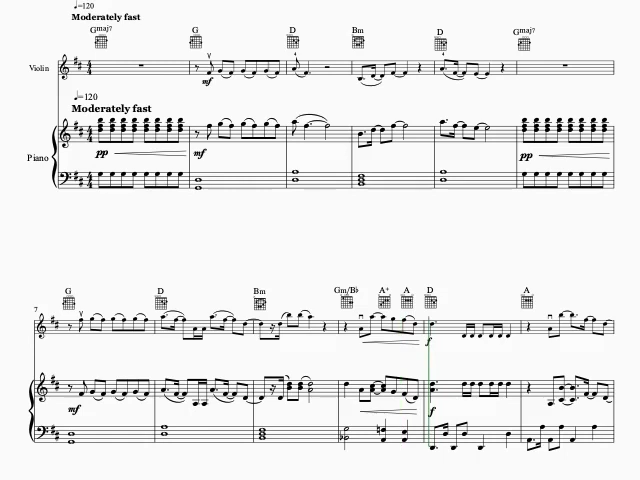 ♩=120
Moderately fast
Gmaj7 G D Bm D Gmaj7
Violin
mf
♩=120
Moderately fast
Piano
pp mf pp
7
G D Bm Gm/B♭ A+ A D A
f
mf f